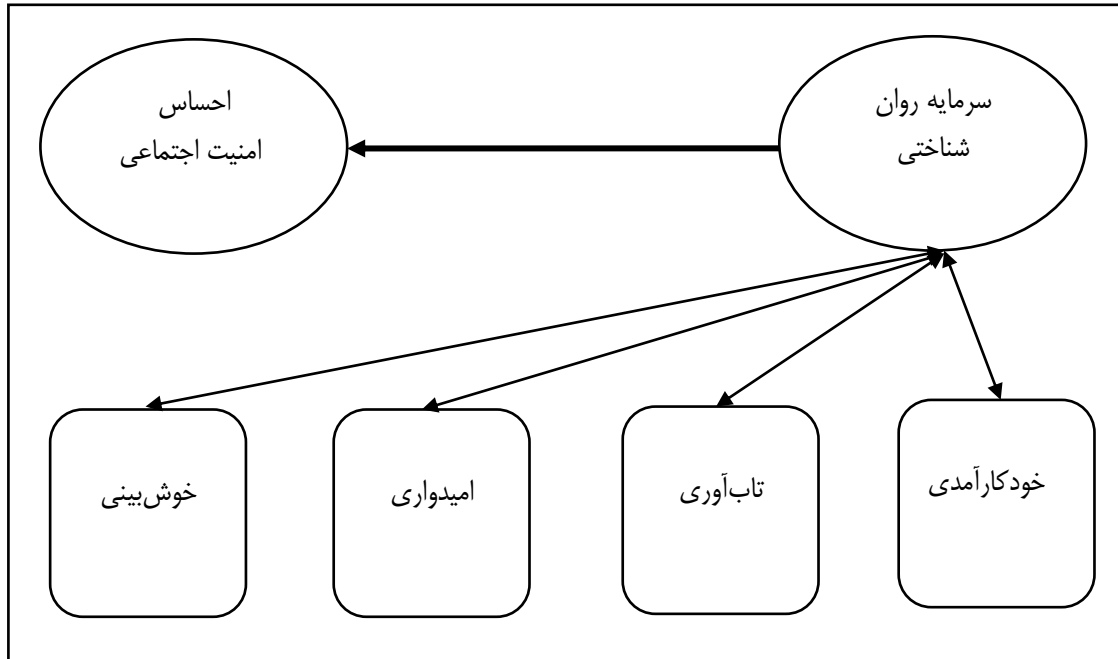 سرمایه روان
شناختی
احساس
امنیت اجتماعی
خودکارآمدی
تاب‌آوری
امیدواری
خوش‌بینی